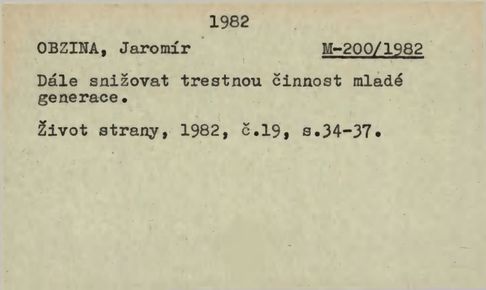 1982
OBZINA, Jaromír M-200/1982
Dále snižovat trestnou činnost mladé
generace.
Život strany, 1982, č.19, s.34-37.